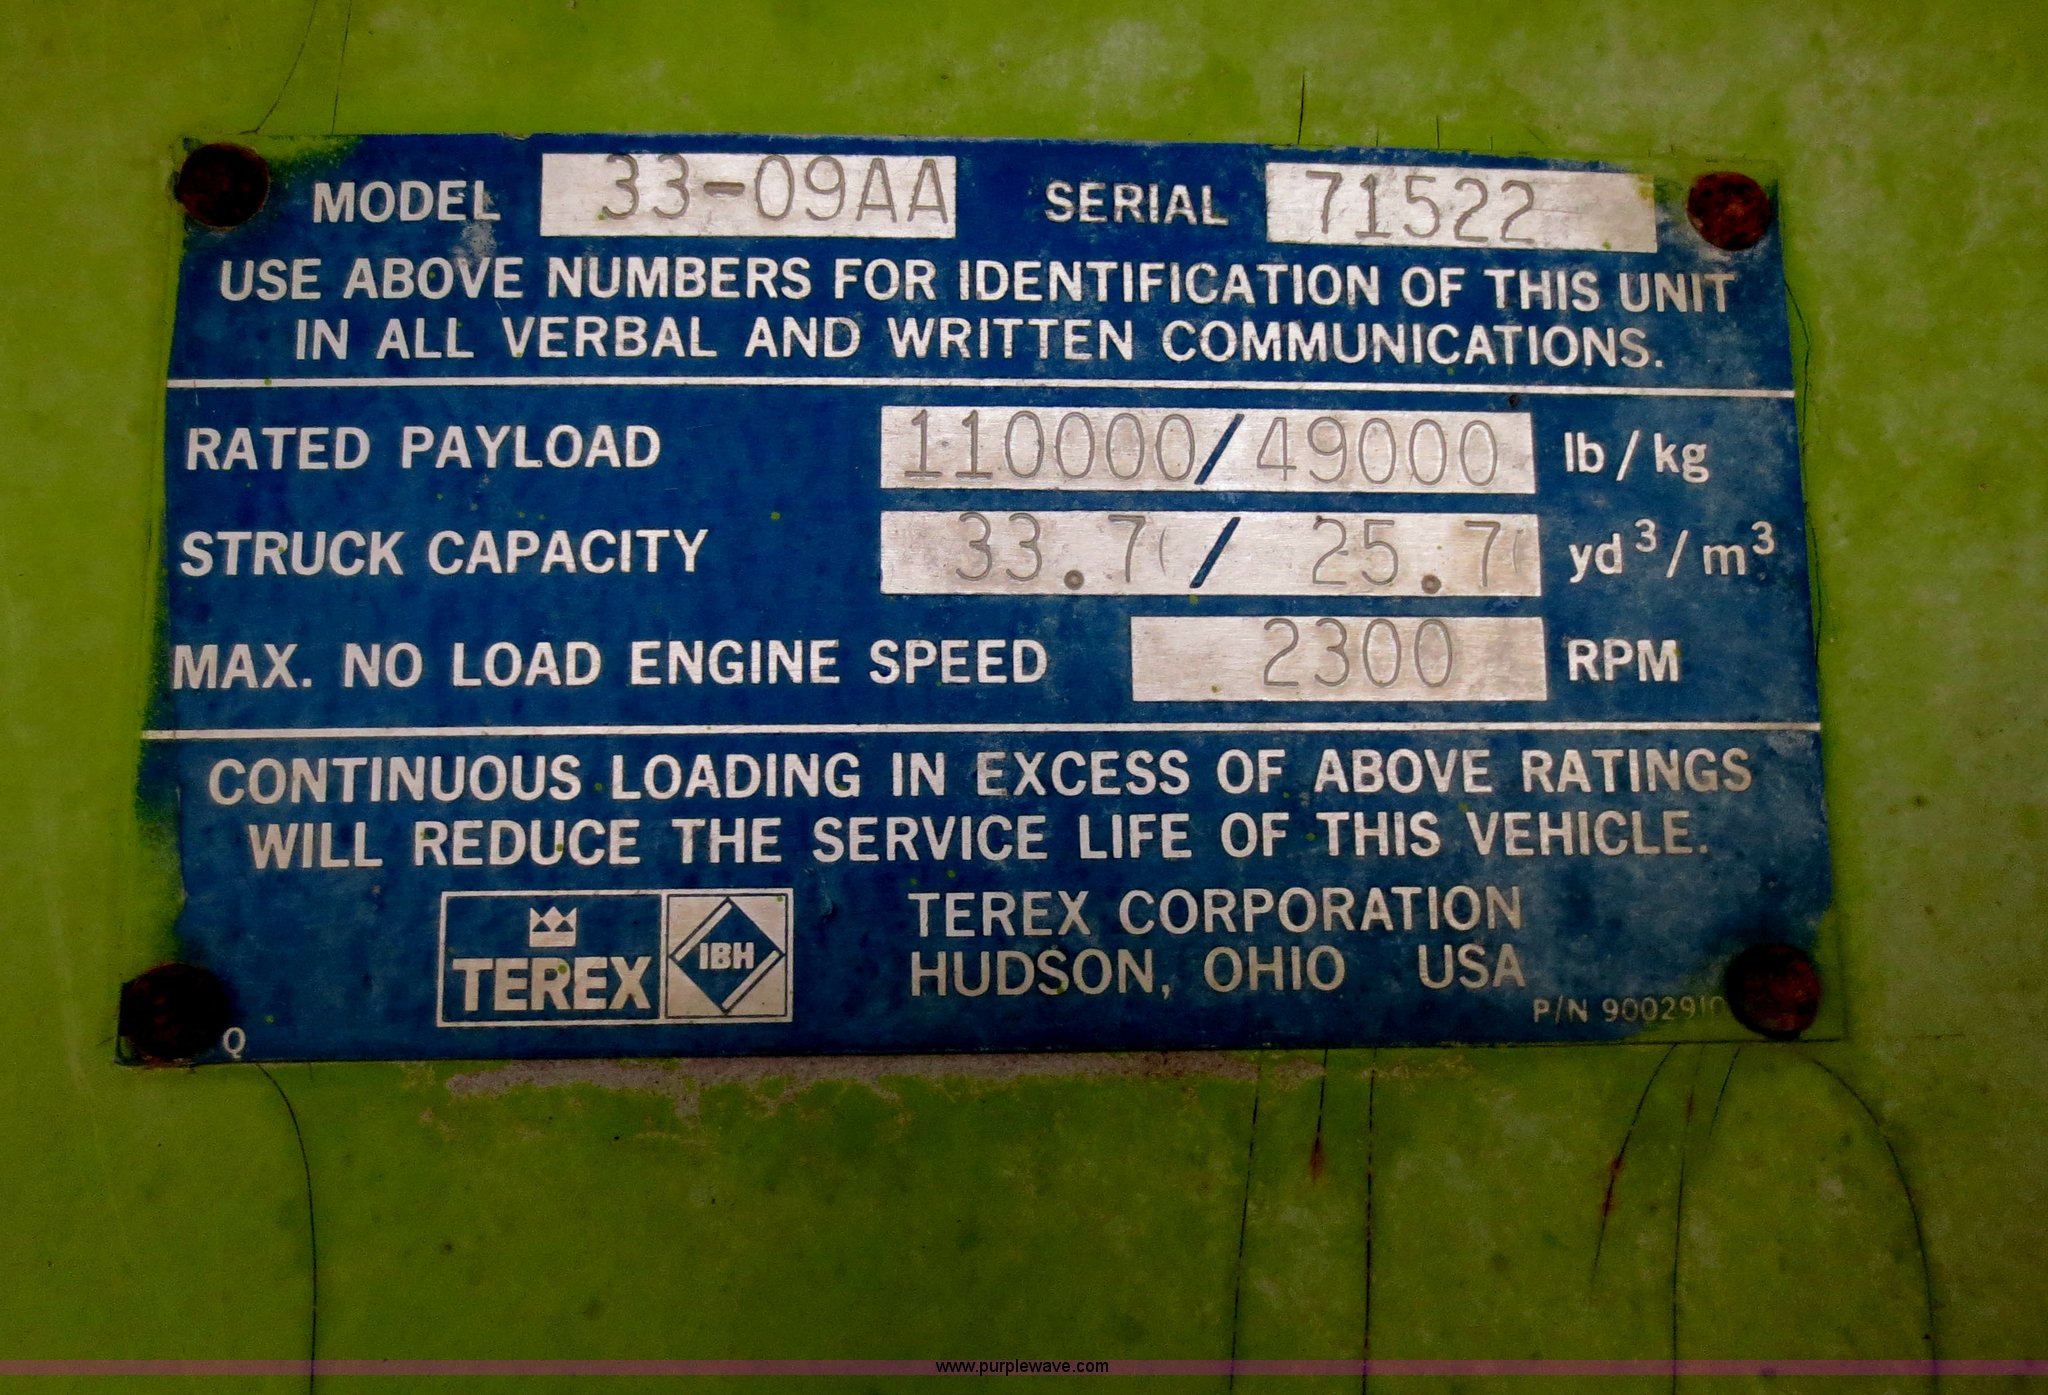 MODEL 33-09AA SERIAL 71522
USE ABOVE NUMBERS FOR IDENTIFICATION OF THIS UNIT
IN ALL VERBAL AND WRITTEN COMMUNICATIONS.
RATED PAYLOAD 110000/49000 lb/kg
STRUCK CAPACITY 33.7/ 25.7 yd³/m³
MAX. NO LOAD ENGINE SPEED 2300 RPM
CONTINUOUS LOADING IN EXCESS OF ABOVE RATINGS
WILL REDUCE THE SERVICE LIFE OF THIS VEHICLE.
TEREX IBH
TEREX CORPORATION
HUDSON, OHIO USA
P/N
Q
www.purplewave.com